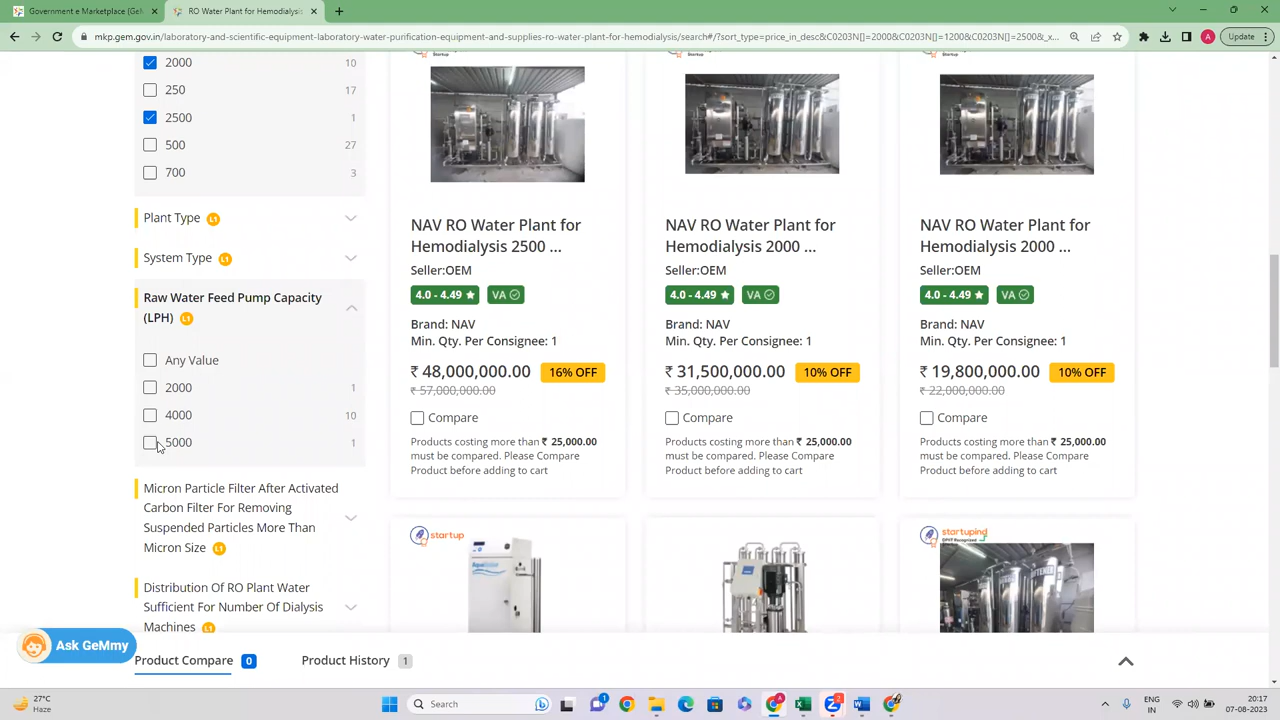 Government e Marketplace (GeM)
RO Water Plant for Hemodialysis
mkp.gem.gov.in/laboratory-and-scientific-equipment-laboratory-water-purification-equipment-and-supplies-ro-water-plant-for-hemodialysis/search#/?sort_type=price_in_desc&C0203N[]=2000&C0203N[]=1200&C0203N[]=2500&_x...
A
Update
2000 10
250 17
2500 1
500 27
700 3
Plant Type L1
System Type L1
Raw Water Feed Pump Capacity
(LPH) L1
Any Value
2000 1
4000 10
5000 1
Micron Particle Filter After Activated
Carbon Filter For Removing
Suspended Particles More Than
Micron Size L1
Distribution Of RO Plant Water
Sufficient For Number Of Dialysis
Machines L1
Startup
NAV RO Water Plant for
Hemodialysis 2500 ...
Seller:OEM
4.0 - 4.49 VA
Brand: NAV
Min. Qty. Per Consignee: 1
₹ 48,000,000.00 16% OFF
₹ 57,000,000.00
Compare
Products costing more than ₹ 25,000.00
must be compared. Please Compare
Product before adding to cart
Startup
NAV RO Water Plant for
Hemodialysis 2000 ...
Seller:OEM
4.0 - 4.49 VA
Brand: NAV
Min. Qty. Per Consignee: 1
₹ 31,500,000.00 10% OFF
₹ 35,000,000.00
Compare
Products costing more than ₹ 25,000.00
must be compared. Please Compare
Product before adding to cart
Startup
NAV RO Water Plant for
Hemodialysis 2000 ...
Seller:OEM
4.0 - 4.49 VA
Brand: NAV
Min. Qty. Per Consignee: 1
₹ 19,800,000.00 10% OFF
₹ 22,000,000.00
Compare
Products costing more than ₹ 25,000.00
must be compared. Please Compare
Product before adding to cart
startup
startupind
Ask GeMmy
Product Compare 0
Product History 1
27°C
Haze
Search
1
2
ENG
IN
20:17
07-08-2023